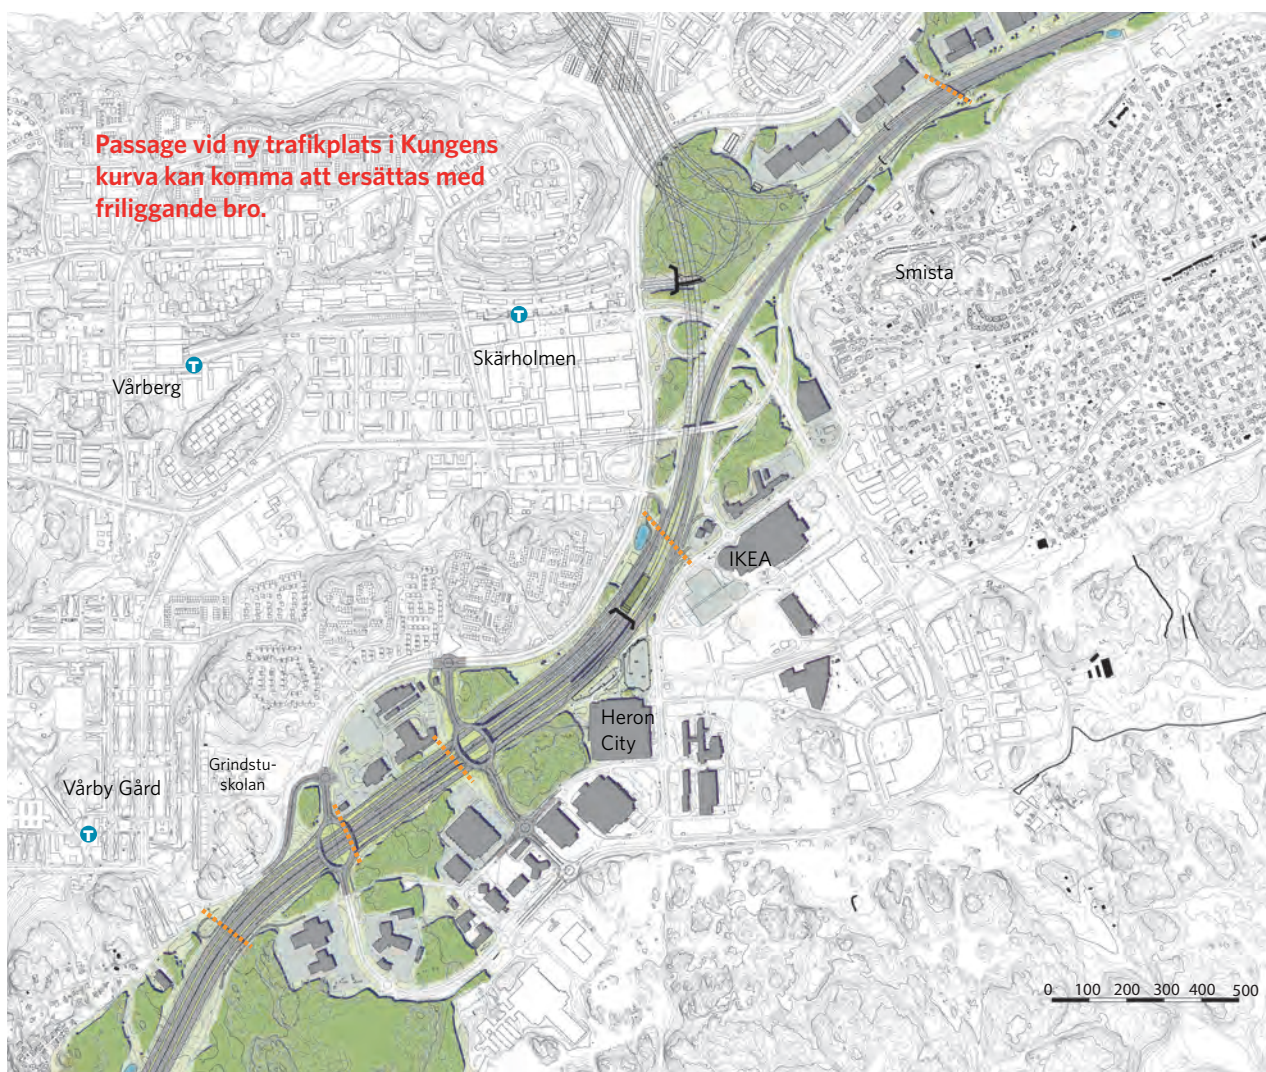 Passage vid ny trafikplats i Kungens
kurva kan komma att ersättas med
friliggande bro.
Smista
T
Skärholmen
T
Vårberg
IKEA
Heron
City
Grindstu-
skolan
Vårby Gård
T
0 100 200 300 400 500